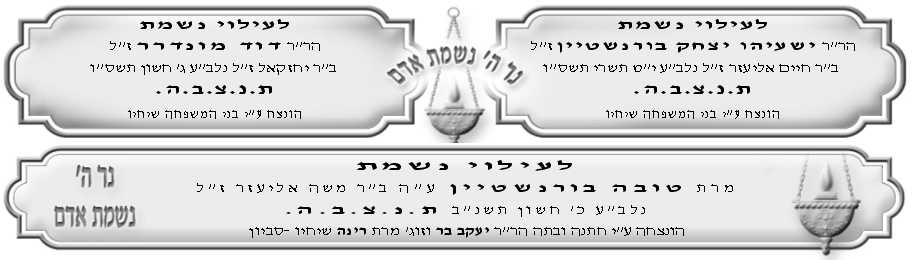 לעילוי נשמת
הר״ר ישעיהו יצחק בורנשטיין ז״ל
ב״ר חיים אליעזר ז״ל נלב״ע י״ט תשרי תשס״ו
ת.נ.צ.ב.ה.
הונצח ע״י בני המשפחה שיחיו
נר ה׳ נשמת אדם
לעילוי נשמת
הר״ר דוד מונדרר ז״ל
ב״ר יחזקאל ז״ל נלב״ע ג׳ חשון תשס״ו
ת.נ.צ.ב.ה.
הונצח ע״י בני המשפחה שיחיו
לעילוי נשמת
מרת טובה בורנשטיין ע״ה ב״ר משה אליעזר ז״ל
נלב״ע כ׳ חשון תשנ״ב ת.נ.צ.ב.ה.
הונצחה ע״י חתנה ובתה הר״ר יעקב בר וזוג׳ מרת רינה שיחיו -סביון
נר ה׳
נשמת אדם